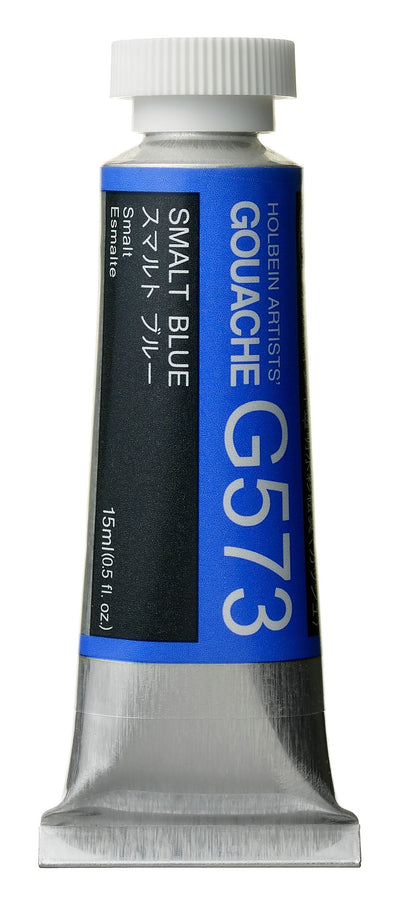 HOLBEIN ARTISTS'
GOUACHE G573
SMALT BLUE
スマルト ブルー
Smalt
Esmalte
15ml(0.5 fl. oz.)